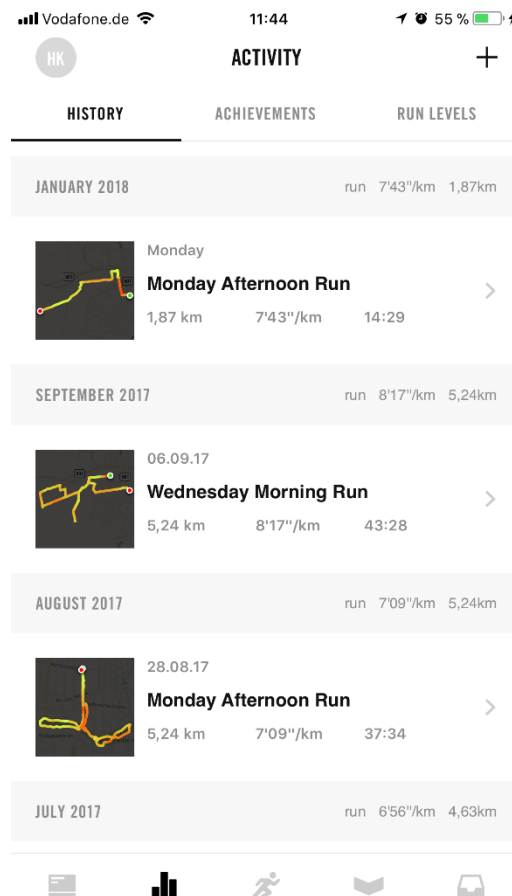 Vodafone.de 11:44 55 %
HK ACTIVITY +
HISTORY ACHIEVEMENTS RUN LEVELS
JANUARY 2018 run 7'43"/km 1,87km
Monday
Monday Afternoon Run
1,87 km 7'43"/km 14:29
SEPTEMBER 2017 run 8'17"/km 5,24km
06.09.17
Wednesday Morning Run
5,24 km 8'17"/km 43:28
AUGUST 2017 run 7'09"/km 5,24km
28.08.17
Monday Afternoon Run
5,24 km 7'09"/km 37:34
JULY 2017 run 6'56"/km 4,63km